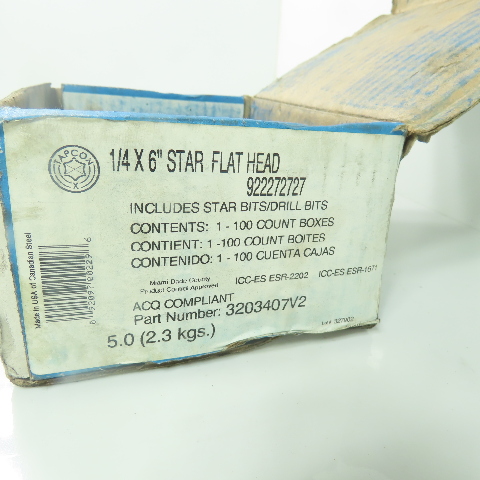 TAPCON
1/4 X 6" STAR FLAT HEAD
922272727
INCLUDES STAR BITS/DRILL BITS
CONTENTS: 1 - 100 COUNT BOXES
CONTIENT: 1 -100 COUNT BOITES
CONTENIDO: 1 - 100 CUENTA CAJAS
Miami Dade County
Product Control Approved
ICC-ES ESR-2202 ICC-ES ESR-1671
ACQ COMPLIANT
Part Number: 3203407V2
5.0 (2.3 kgs.)
Made in USA of Canadian Steel